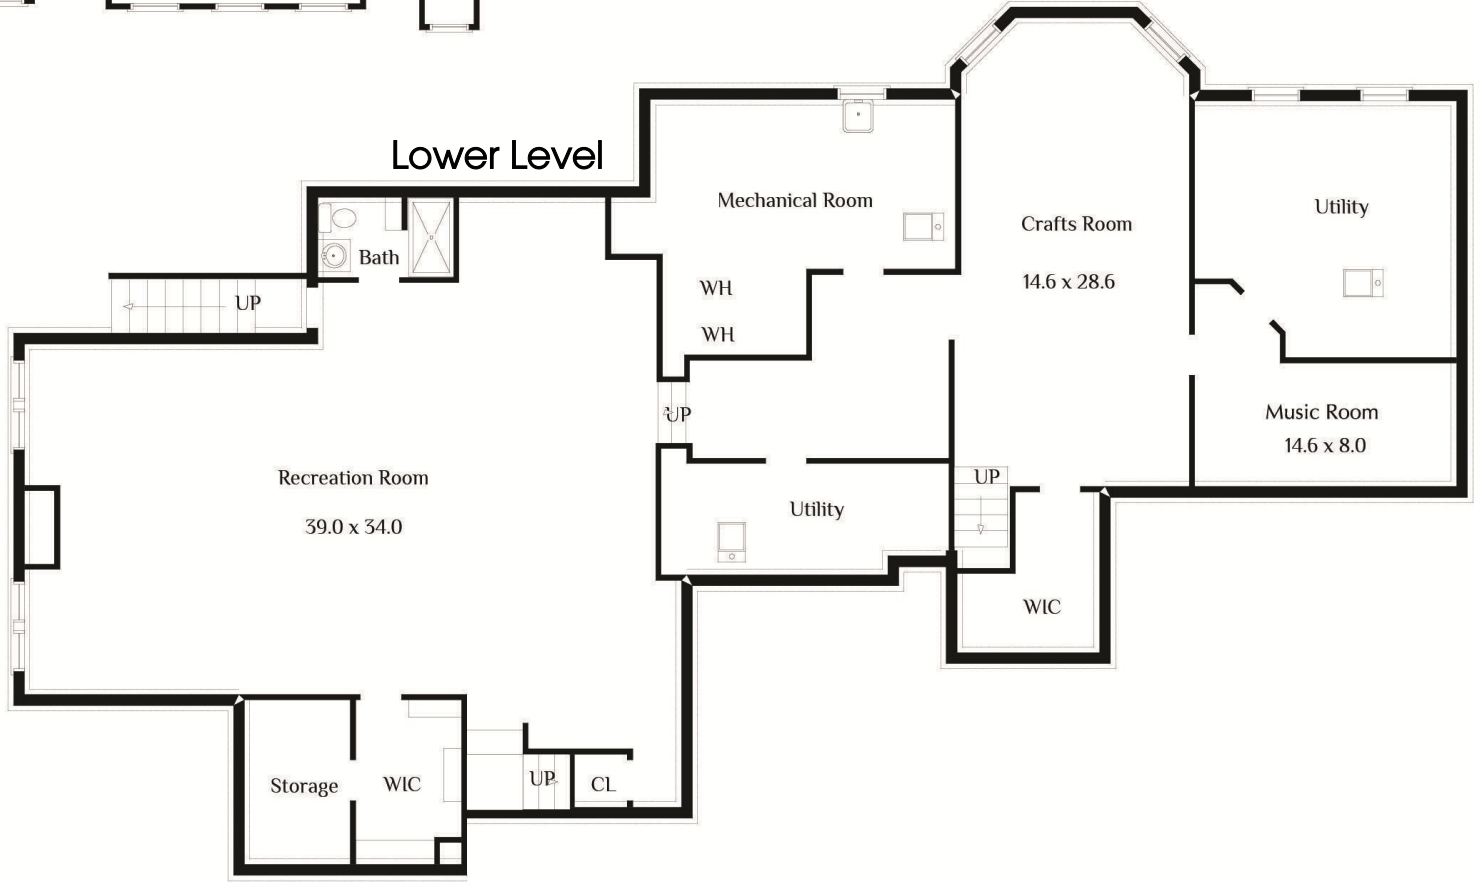 Lower Level
Mechanical Room
Utility
Crafts Room
14.6 x 28.6
Bath
WH
UP
WH
Music Room
UP
14.6 x 8.0
Recreation Room
UP
39.0 x 34.0
Utility
WIC
UP
Storage
WIC
CL